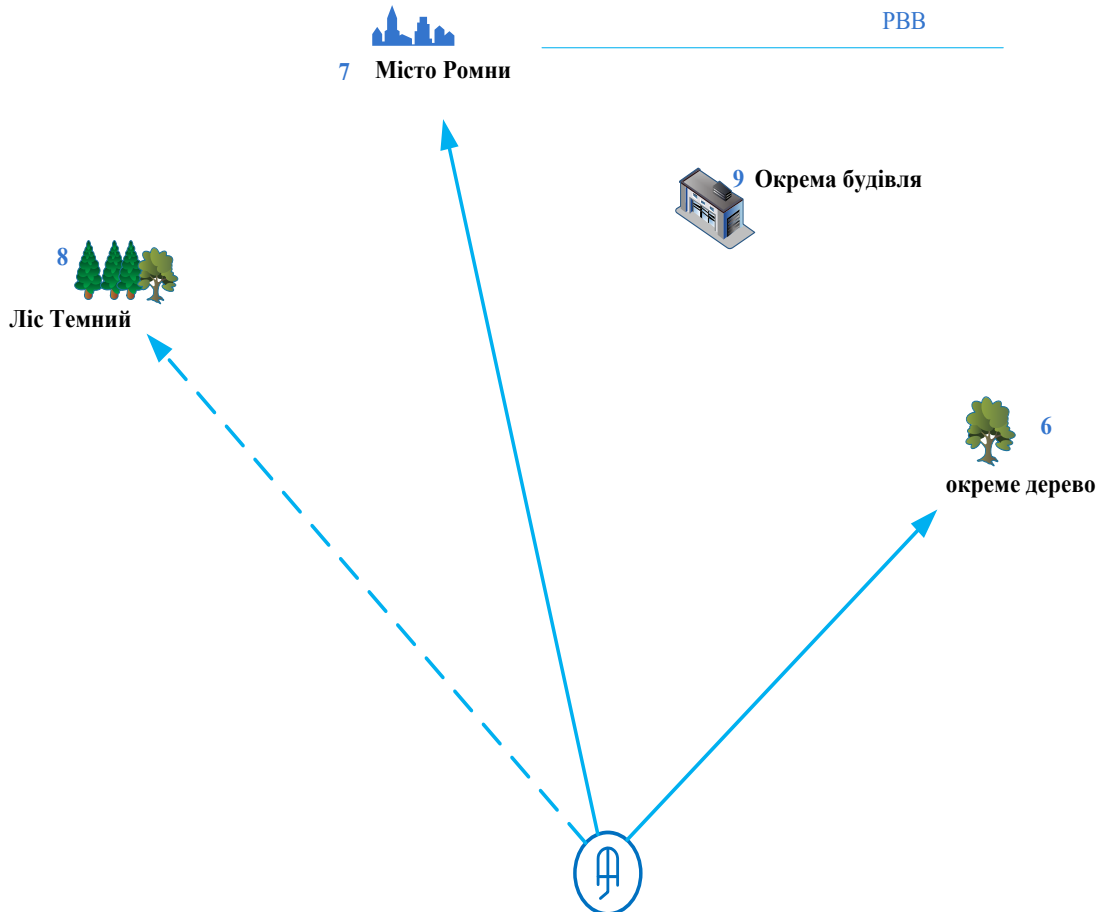 РВВ
7 Місто Ромни
9 Окрема будівля
8
Ліс Темний
6
окреме дерево